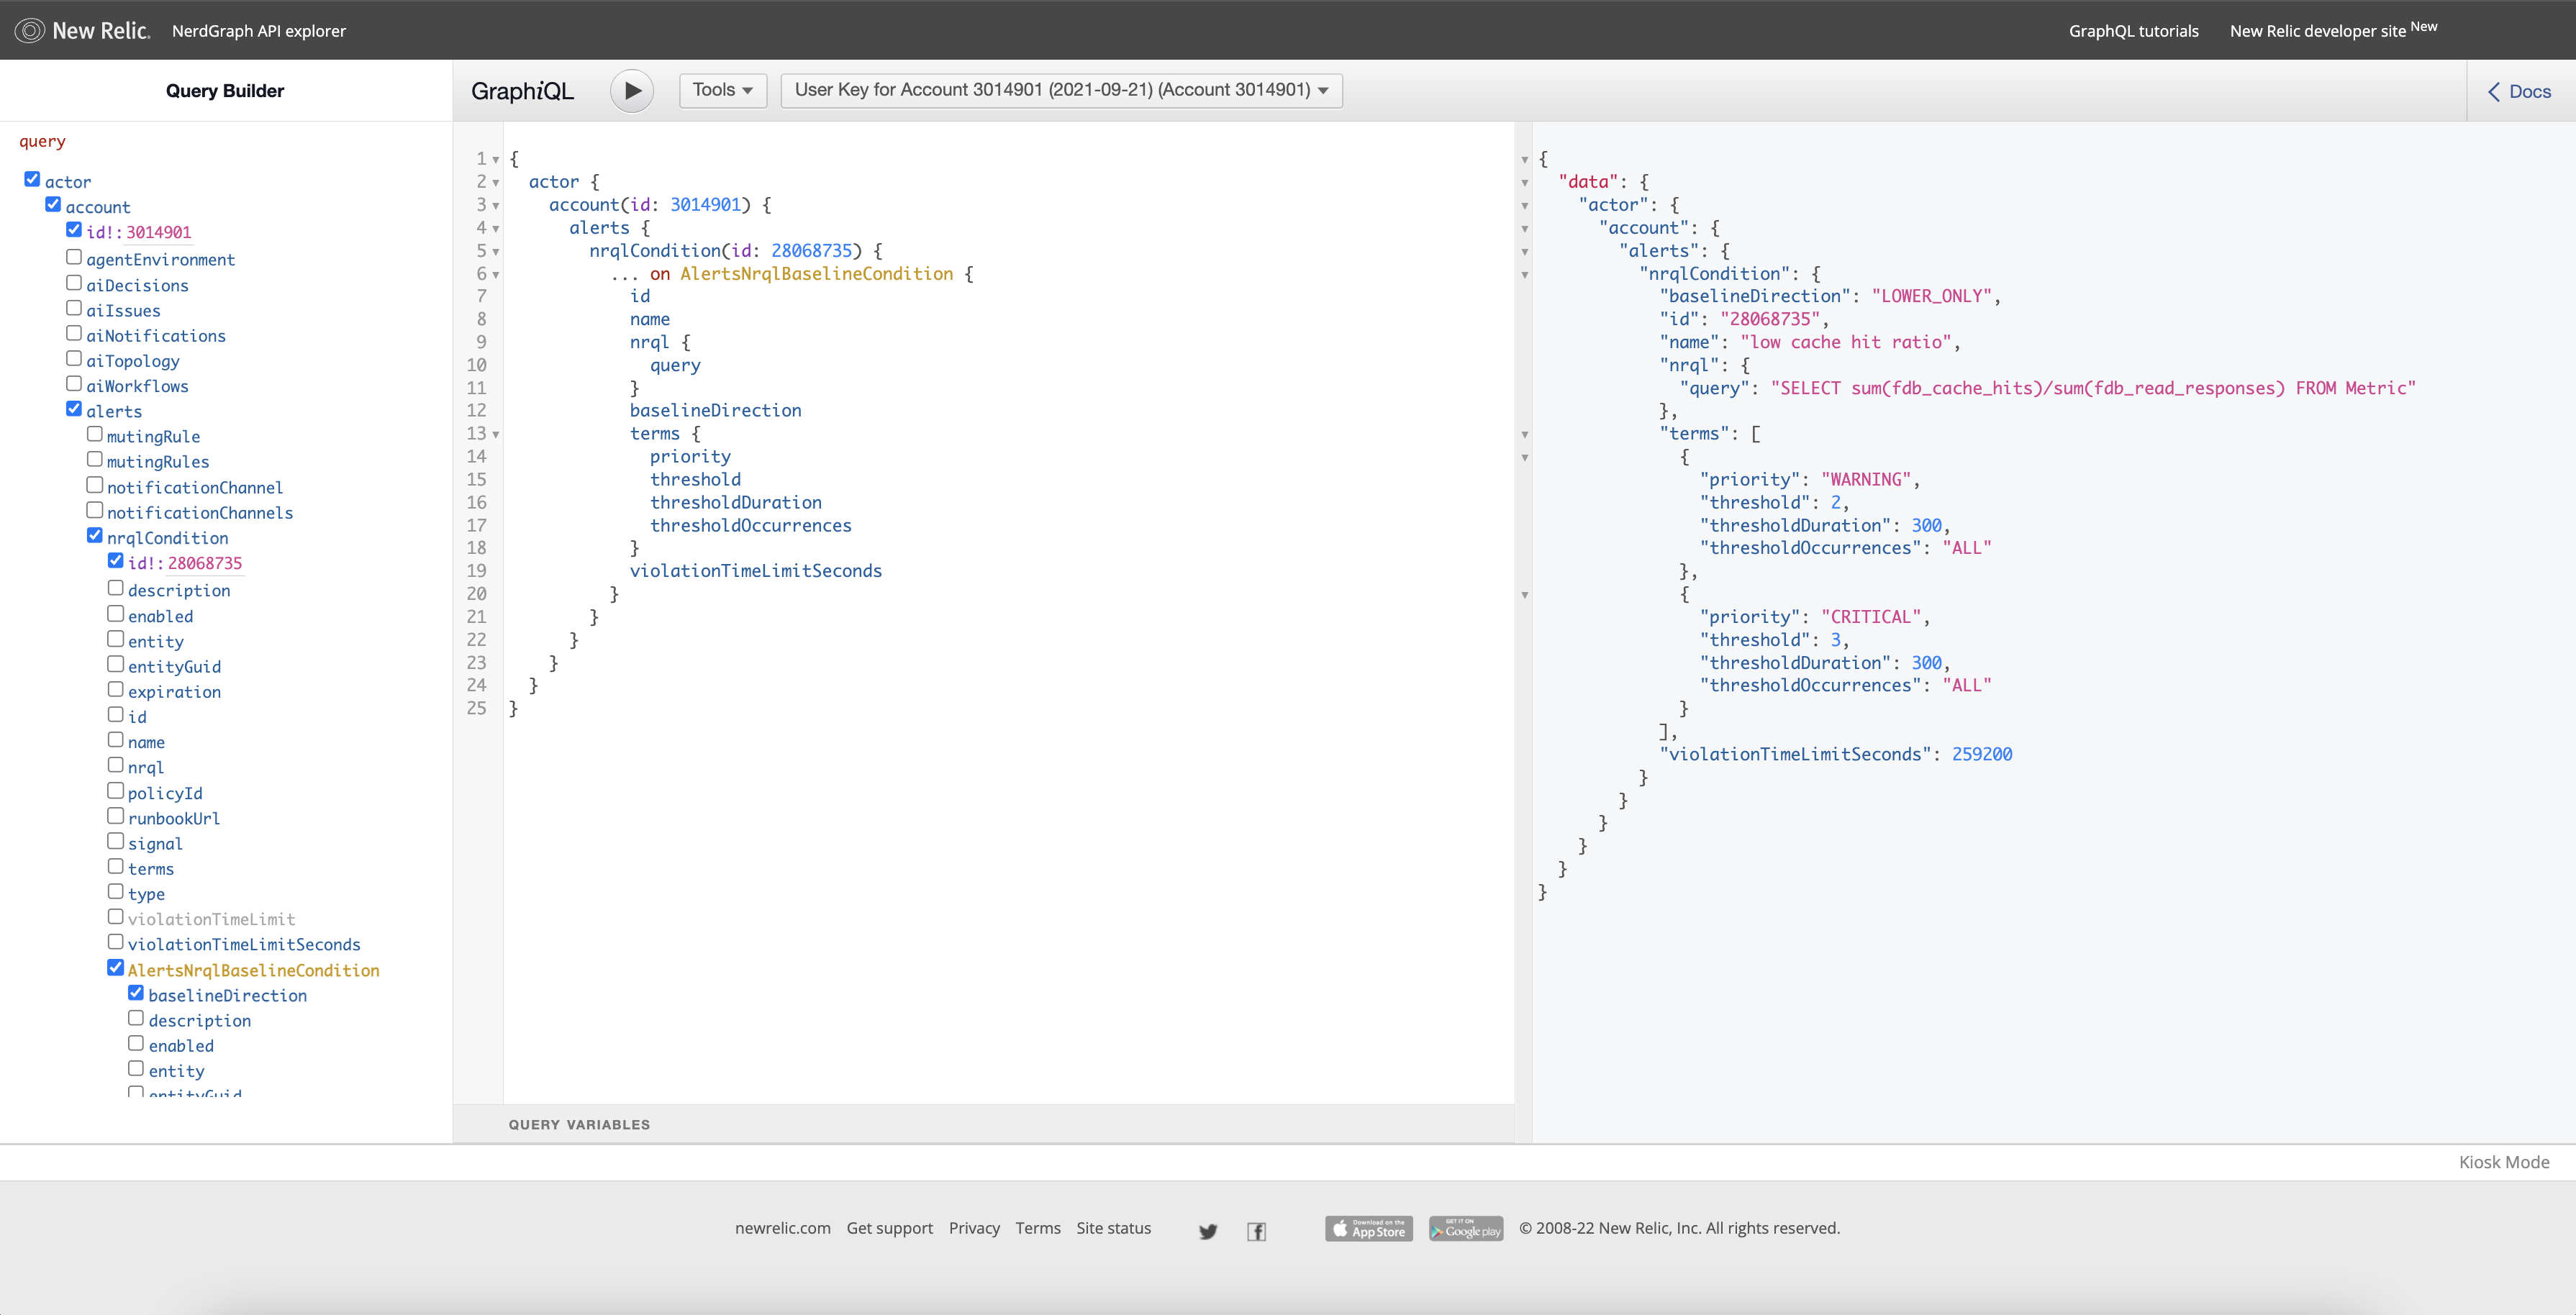 New Relic. NerdGraph API explorer
GraphQL tutorials New Relic developer site New
Query Builder
GraphiQL Tools User Key for Account 3014901 (2021-09-21) (Account 3014901) Docs
query
actor
account
id!: 3014901
agentEnvironment
aiDecisions
aiIssues
aiNotifications
aiTopology
aiWorkflows
alerts
mutingRule
mutingRules
notificationChannel
notificationChannels
nrqlCondition
id!: 28068735
description
enabled
entity
entityGuid
expiration
id
name
nrql
policyId
runbookUrl
signal
terms
type
violationTimeLimit
violationTimeLimitSeconds
AlertsNrqlBaselineCondition
baselineDirection
description
enabled
entity
entityGuid
1 {
2 actor {
3 account(id: 3014901) {
4 alerts {
5 nrqlCondition(id: 28068735) {
6 ... on AlertsNrqlBaselineCondition {
7 id
8 name
9 nrql {
10 query
11 }
12 baselineDirection
13 terms {
14 priority
15 threshold
16 thresholdDuration
17 thresholdOccurrences
18 }
19 violationTimeLimitSeconds
20 }
21 }
22 }
23 }
24 }
25 }
QUERY VARIABLES
{
"data": {
"actor": {
"account": {
"alerts": {
"nrqlCondition": {
"baselineDirection": "LOWER_ONLY",
"id": "28068735",
"name": "low cache hit ratio",
"nrql": {
"query": "SELECT sum(fdb_cache_hits)/sum(fdb_read_responses) FROM Metric"
},
"terms": [
{
"priority": "WARNING",
"threshold": 2,
"thresholdDuration": 300,
"thresholdOccurrences": "ALL"
},
{
"priority": "CRITICAL",
"threshold": 3,
"thresholdDuration": 300,
"thresholdOccurrences": "ALL"
}
],
"violationTimeLimitSeconds": 259200
}
}
}
}
}
}
Kiosk Mode
newrelic.com Get support Privacy Terms Site status
Download on the
App Store
GET IT ON
Google play
© 2008-22 New Relic, Inc. All rights reserved.